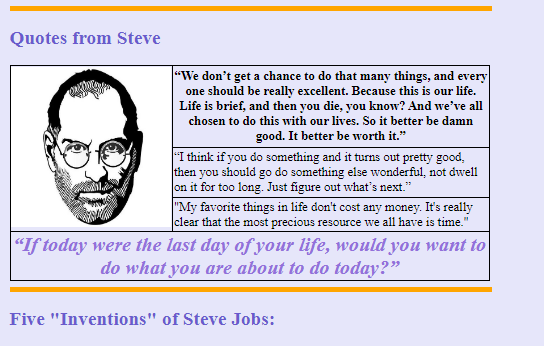 Quotes from Steve
“We don’t get a chance to do that many things, and every
one should be really excellent. Because this is our life.
Life is brief, and then you die, you know? And we’ve all
chosen to do this with our lives. So it better be damn
good. It better be worth it.”
“I think if you do something and it turns out pretty good,
then you should go do something else wonderful, not dwell
on it for too long. Just figure out what’s next.”
"My favorite things in life don't cost any money. It's really
clear that the most precious resource we all have is time."
“If today were the last day of your life, would you want to
do what you are about to do today?”
Five "Inventions" of Steve Jobs: